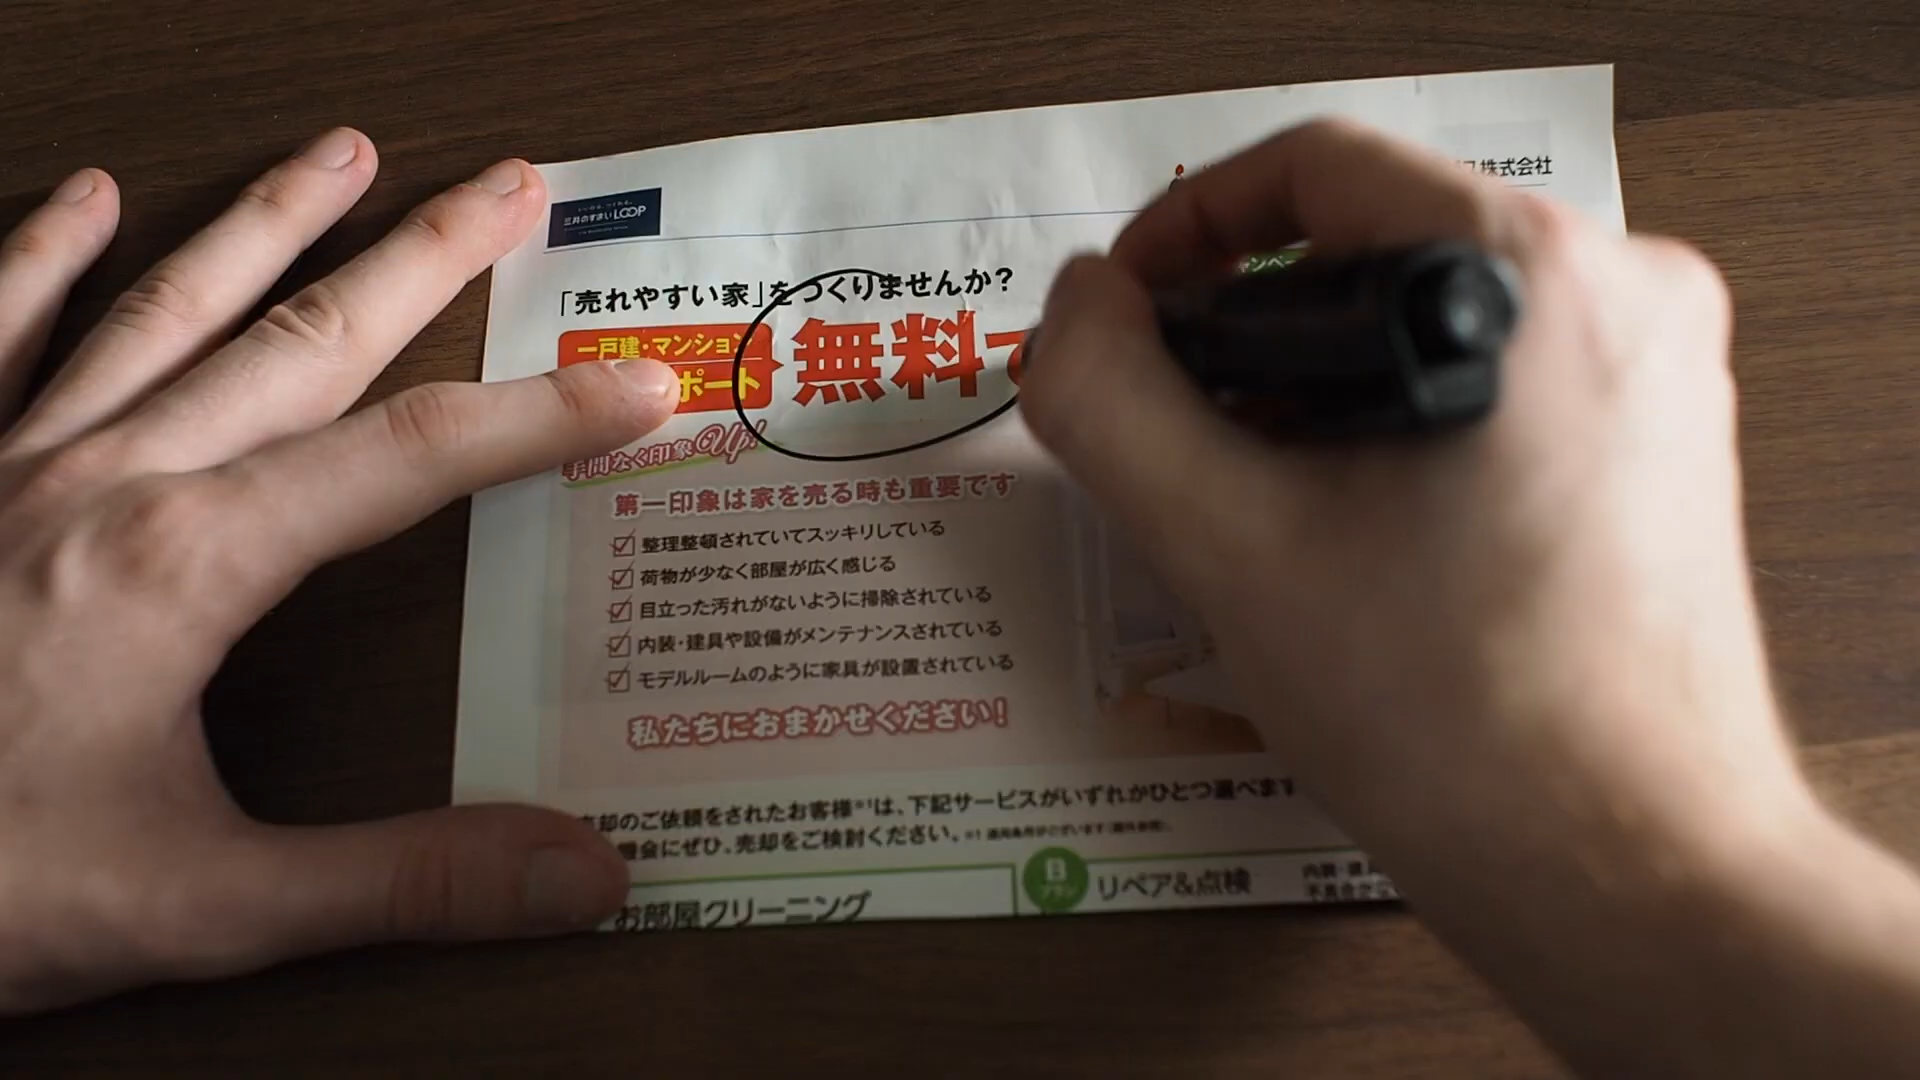 三井のすまいLOOP
株式会社
「売れやすい家」をつくりませんか?
一戸建・マンション
ポート
無料で
手間なく印象Up!
第一印象は家を売る時も重要です
整理整頓されていてスッキリしている
荷物が少なく部屋が広く感じる
目立った汚れがないように掃除されている
内装・建具や設備がメンテナンスされている
モデルルームのように家具が設置されている
私たちにおまかせください!
却のご依頼をされたお客様※1は、下記サービスがいずれかひとつ選べます
機会にぜひ、売却をご検討ください。
お部屋クリーニング
B
プラン
リペア&点検